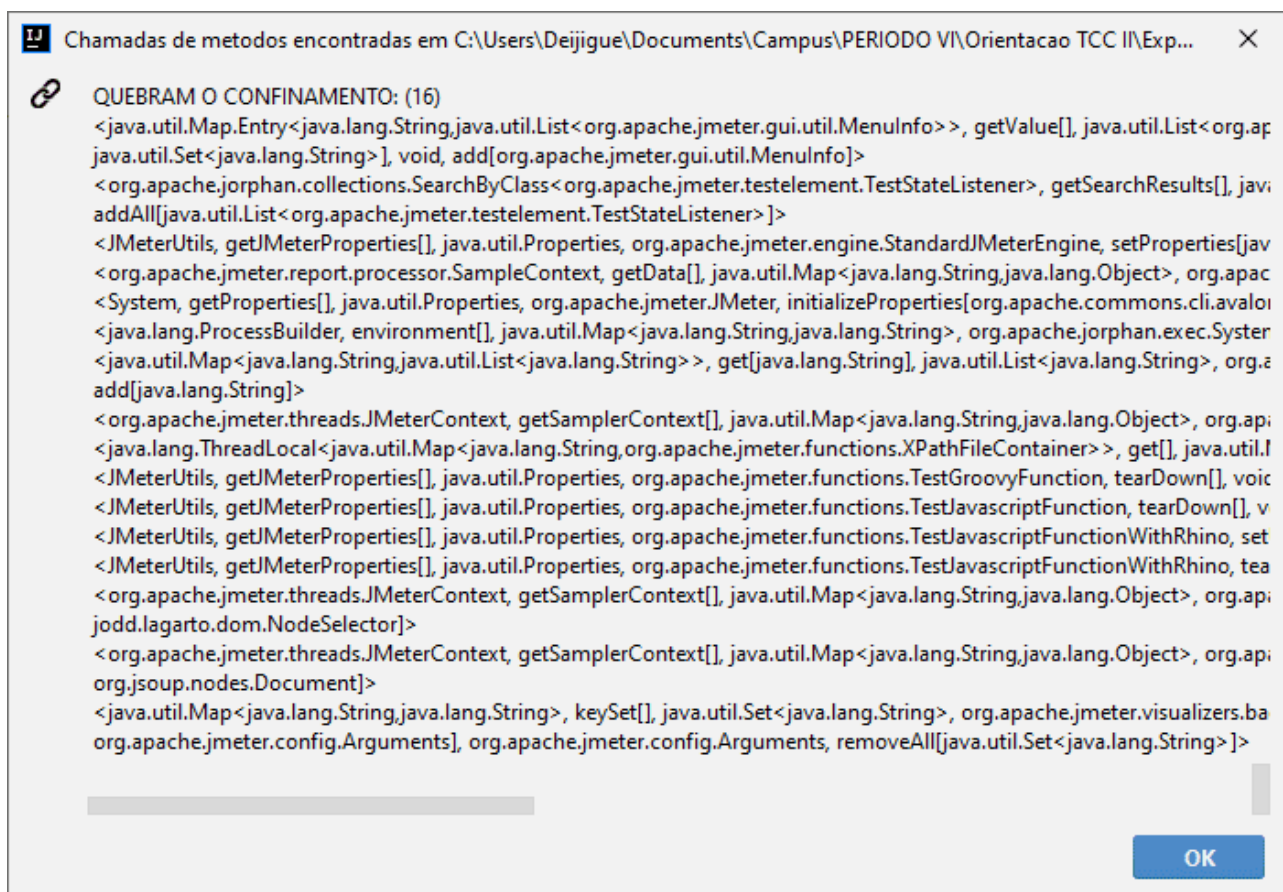 IJ Chamadas de metodos encontradas em C:\Users\Deijigue\Documents\Campus\PERIODO VI\Orientacao TCC II\Exp...
QUEBRAM O CONFINAMENTO: (16)
<java.util.Map.Entry<java.lang.String,java.util.List<org.apache.jmeter.gui.util.MenuInfo>>, getValue[], java.util.List<org.ap
java.util.Set<java.lang.String>], void, add[org.apache.jmeter.gui.util.MenuInfo]>
<org.apache.jorphan.collections.SearchByClass<org.apache.jmeter.testelement.TestStateListener>, getSearchResults[], java
addAll[java.util.List<org.apache.jmeter.testelement.TestStateListener>]>
<JMeterUtils, getJMeterProperties[], java.util.Properties, org.apache.jmeter.engine.StandardJMeterEngine, setProperties[jav
<org.apache.jmeter.report.processor.SampleContext, getData[], java.util.Map<java.lang.String,java.lang.Object>, org.apac
<System, getProperties[], java.util.Properties, org.apache.jmeter.JMeter, initializeProperties[org.apache.commons.cli.avalon
<java.lang.ProcessBuilder, environment[], java.util.Map<java.lang.String,java.lang.String>, org.apache.jorphan.exec.System
<java.util.Map<java.lang.String,java.util.List<java.lang.String>>, get[java.lang.String], java.util.List<java.lang.String>, org.a
add[java.lang.String]>
<org.apache.jmeter.threads.JMeterContext, getSamplerContext[], java.util.Map<java.lang.String,java.lang.Object>, org.apa
<java.lang.ThreadLocal<java.util.Map<java.lang.String,org.apache.jmeter.functions.XPathFileContainer>>, get[], java.util.M
<JMeterUtils, getJMeterProperties[], java.util.Properties, org.apache.jmeter.functions.TestGroovyFunction, tearDown[], void
<JMeterUtils, getJMeterProperties[], java.util.Properties, org.apache.jmeter.functions.TestJavascriptFunction, tearDown[], v
<JMeterUtils, getJMeterProperties[], java.util.Properties, org.apache.jmeter.functions.TestJavascriptFunctionWithRhino, set
<JMeterUtils, getJMeterProperties[], java.util.Properties, org.apache.jmeter.functions.TestJavascriptFunctionWithRhino, tea
<org.apache.jmeter.threads.JMeterContext, getSamplerContext[], java.util.Map<java.lang.String,java.lang.Object>, org.apa
jodd.lagarto.dom.NodeSelector]>
<org.apache.jmeter.threads.JMeterContext, getSamplerContext[], java.util.Map<java.lang.String,java.lang.Object>, org.apa
org.jsoup.nodes.Document]>
<java.util.Map<java.lang.String,java.lang.String>, keySet[], java.util.Set<java.lang.String>, org.apache.jmeter.visualizers.ba
org.apache.jmeter.config.Arguments], org.apache.jmeter.config.Arguments, removeAll[java.util.Set<java.lang.String>]>
OK